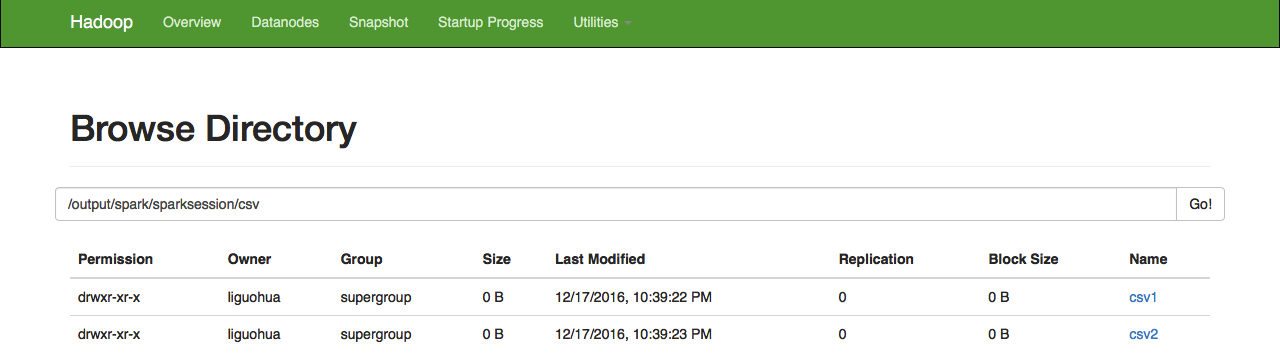 Hadoop Overview Datanodes Snapshot Startup Progress Utilities
Browse Directory
/output/spark/sparksession/csv Go!
Permission Owner Group Size Last Modified Replication Block Size Name
drwxr-xr-x liguohua supergroup 0 B 12/17/2016, 10:39:22 PM 0 0 B csv1
drwxr-xr-x liguohua supergroup 0 B 12/17/2016, 10:39:23 PM 0 0 B csv2